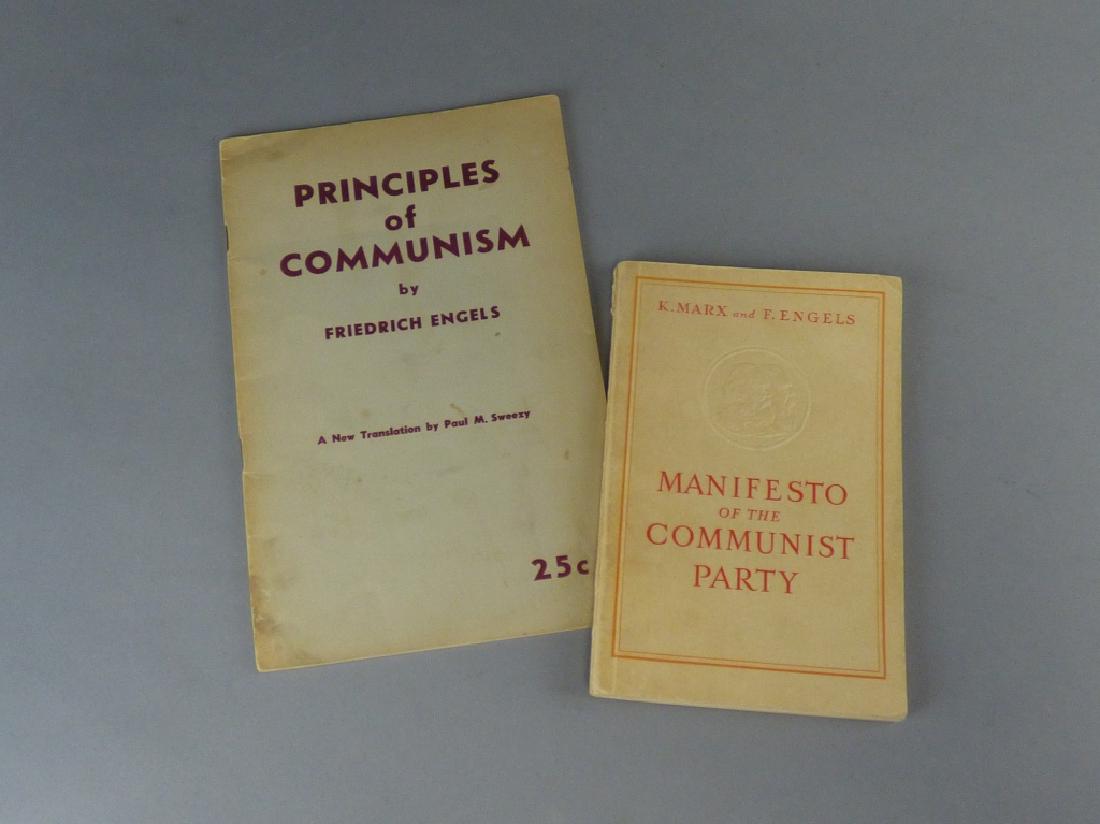 PRINCIPLES
of
COMMUNISM
by
FRIEDRICH ENGELS
A New Translation by Paul M. Sweezy
25c
K. MARX and F. ENGELS
MANIFESTO
OF THE
COMMUNIST
PARTY